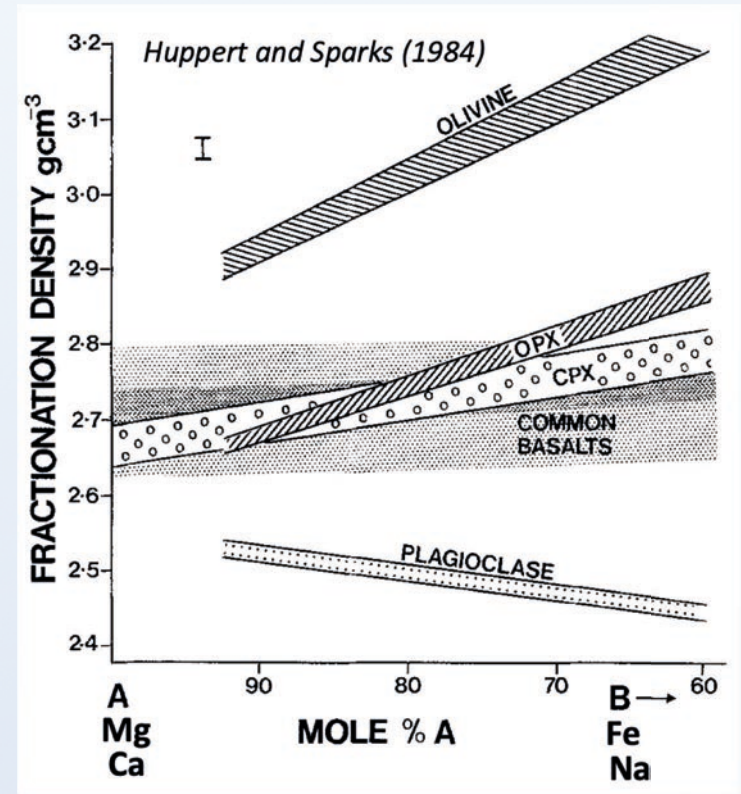 Huppert and Sparks (1984)
FRACTIONATION DENSITY gcm⁻³
3·2
3·1
3·0
2·9
2·8
2·7
2·6
2·5
2·4
OLIVINE
OPX
CPX
COMMON
BASALTS
PLAGIOCLASE
90
80
70
60
A
Mg
Ca
MOLE % A
B →
Fe
Na